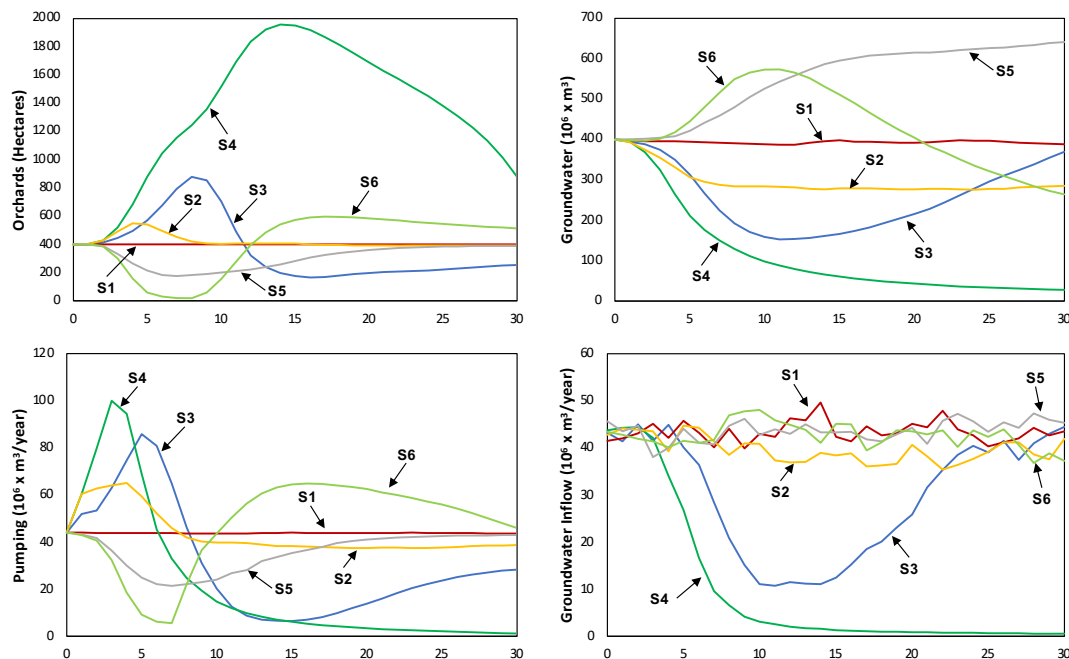 Orchards (Hectares)
2000
1800
1600
1400
1200
1000
800
600
400
200
0
0 5 10 15 20 25 30
S4
S2
S3
S6
S1
S5
Groundwater (10⁶ x m³)
700
600
500
400
300
200
100
0
0 5 10 15 20 25 30
S6
S5
S1
S2
S3
S4
Pumping (10⁶ x m³/year)
120
100
80
60
40
20
0
0 5 10 15 20 25 30
S4
S3
S6
S1
S2
S5
Groundwater Inflow (10⁶ x m³/year)
60
50
40
30
20
10
0
0 5 10 15 20 25 30
S1
S5
S2
S6
S3
S4